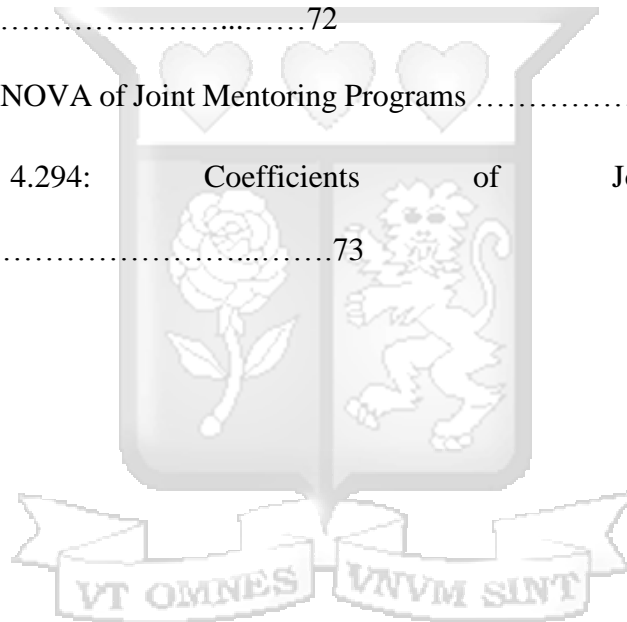 ………………….…...……72
NOVA of Joint Mentoring Programs ……………
4.294: Coefficients of J
…………………….…...…….73
VT OMNES VNVM SINT